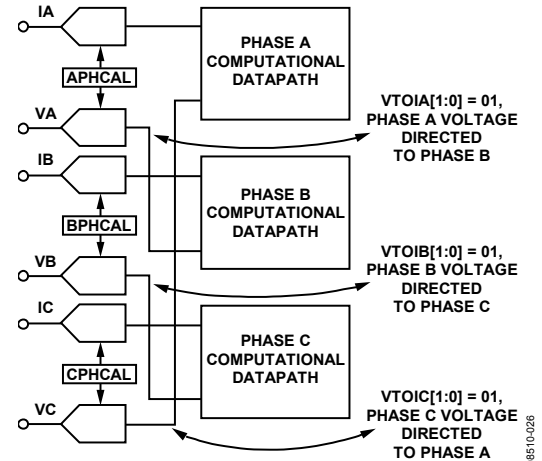 IA
PHASE A
COMPUTATIONAL
DATAPATH
APHCAL
VA
VTOIA[1:0] = 01,
PHASE A VOLTAGE
DIRECTED
TO PHASE B
IB
PHASE B
COMPUTATIONAL
DATAPATH
BPHCAL
VB
VTOIB[1:0] = 01,
PHASE B VOLTAGE
DIRECTED
TO PHASE C
IC
PHASE C
COMPUTATIONAL
DATAPATH
CPHCAL
VC
VTOIC[1:0] = 01,
PHASE C VOLTAGE
DIRECTED
TO PHASE A
8510-026